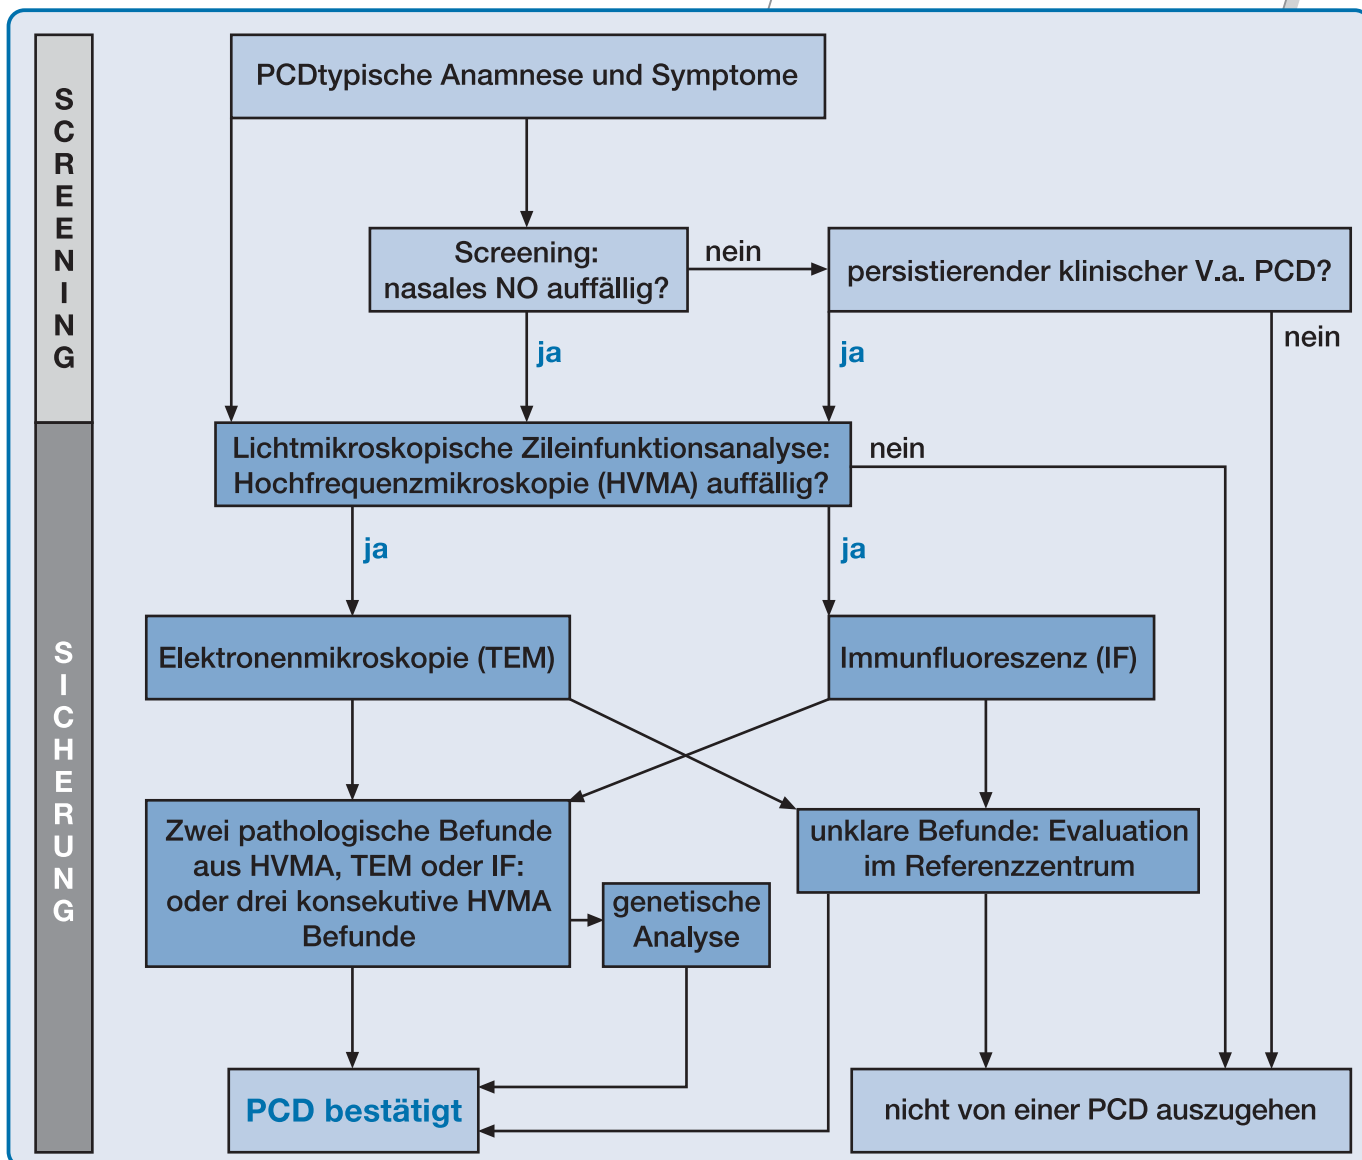 SCREENING
PCDtypische Anamnese und Symptome
Screening:
nasales NO auffällig?
nein
persistierender klinischer V.a. PCD?
ja
ja
nein
SICHERUNG
Lichtmikroskopische Zileinfunktionsanalyse:
Hochfrequenzmikroskopie (HVMA) auffällig?
nein
ja
ja
Elektronenmikroskopie (TEM)
Immunfluoreszenz (IF)
Zwei pathologische Befunde
aus HVMA, TEM oder IF:
oder drei konsekutive HVMA
Befunde
genetische
Analyse
unklare Befunde: Evaluation
im Referenzzentrum
PCD bestätigt
nicht von einer PCD auszugehen